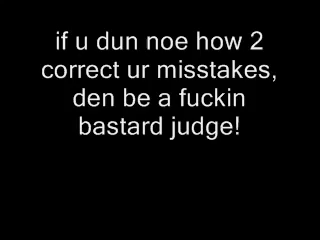 if u dun noe how 2
correct ur misstakes,
den be a fuckin
bastard judge!